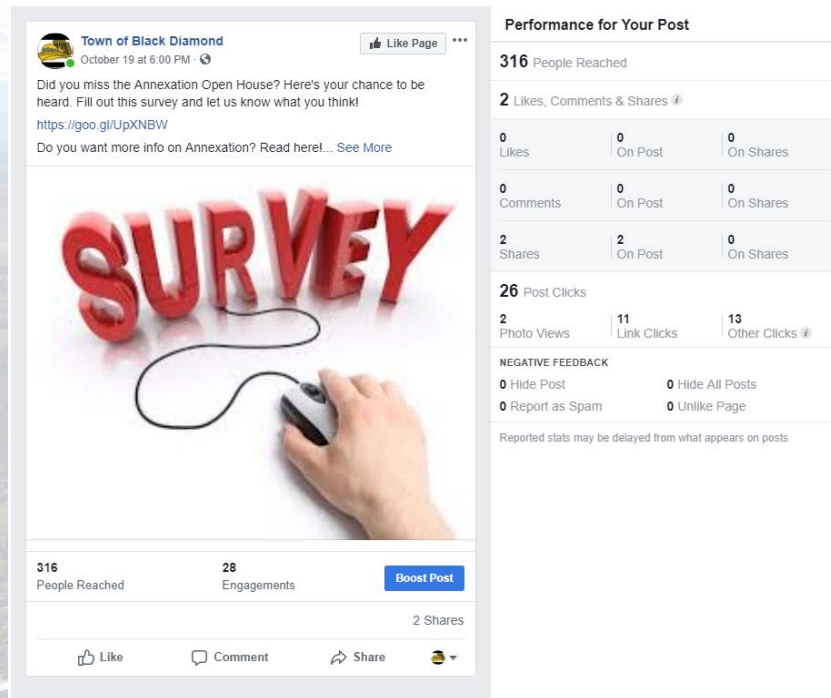 Town of Black Diamond
October 19 at 6:00 PM ·
Like Page
Did you miss the Annexation Open House? Here's your chance to be
heard. Fill out this survey and let us know what you think!
https://goo.gl/UpXNBW
Do you want more info on Annexation? Read here!... See More
SURVEY
316
People Reached
28
Engagements
Boost Post
2 Shares
Like
Comment
Share
Performance for Your Post
316 People Reached
2 Likes, Comments & Shares
0 0 0
Likes On Post On Shares
0 0 0
Comments On Post On Shares
2 2 0
Shares On Post On Shares
26 Post Clicks
2 11 13
Photo Views Link Clicks Other Clicks
NEGATIVE FEEDBACK
0 Hide Post 0 Hide All Posts
0 Report as Spam 0 Unlike Page
Reported stats may be delayed from what appears on posts